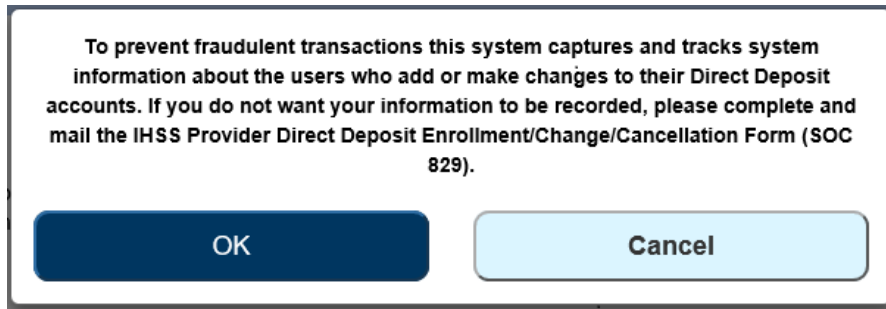 To prevent fraudulent transactions this system captures and tracks system
information about the users who add or make changes to their Direct Deposit
accounts. If you do not want your information to be recorded, please complete and
mail the IHSS Provider Direct Deposit Enrollment/Change/Cancellation Form (SOC
829).
OK
Cancel